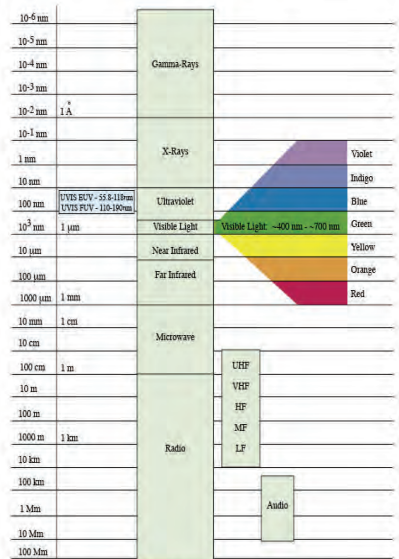 10-6 nm
10-5 nm
10-4 nm
Gamma-Rays
10-3 nm
10-2 nm 1 Å
10-1 nm
X-Rays
Violet
1 nm
Indigo
10 nm
UVIS EUV - 55.8-118nm
UVIS FUV - 110-190nm
100 nm Ultraviolet Blue
103 nm 1 μm Visible Light Visible Light: ~400 nm - ~700 nm Green
Yellow
10 μm Near Infrared
Orange
100 μm Far Infrared
Red
1000 μm 1 mm
10 mm 1 cm
Microwave
10 cm
100 cm 1 m UHF
10 m VHF
HF
100 m
MF
1000 m 1 km
Radio LF
10 km
100 km
Audio
1 Mm
10 Mm
100 Mm